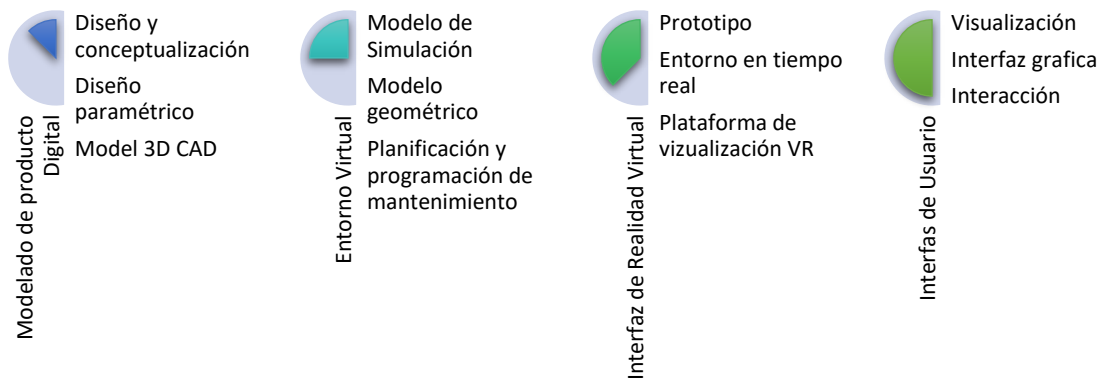 Modelado de producto
Digital
Diseño y
conceptualización
Diseño
paramétrico
Model 3D CAD
Entorno Virtual
Modelo de
Simulación
Modelo
geométrico
Planificación y
programación de
mantenimiento
Interfaz de Realidad Virtual
Prototipo
Entorno en tiempo
real
Plataforma de
vizualización VR
Interfas de Usuario
Visualización
Interfaz grafica
Interacción